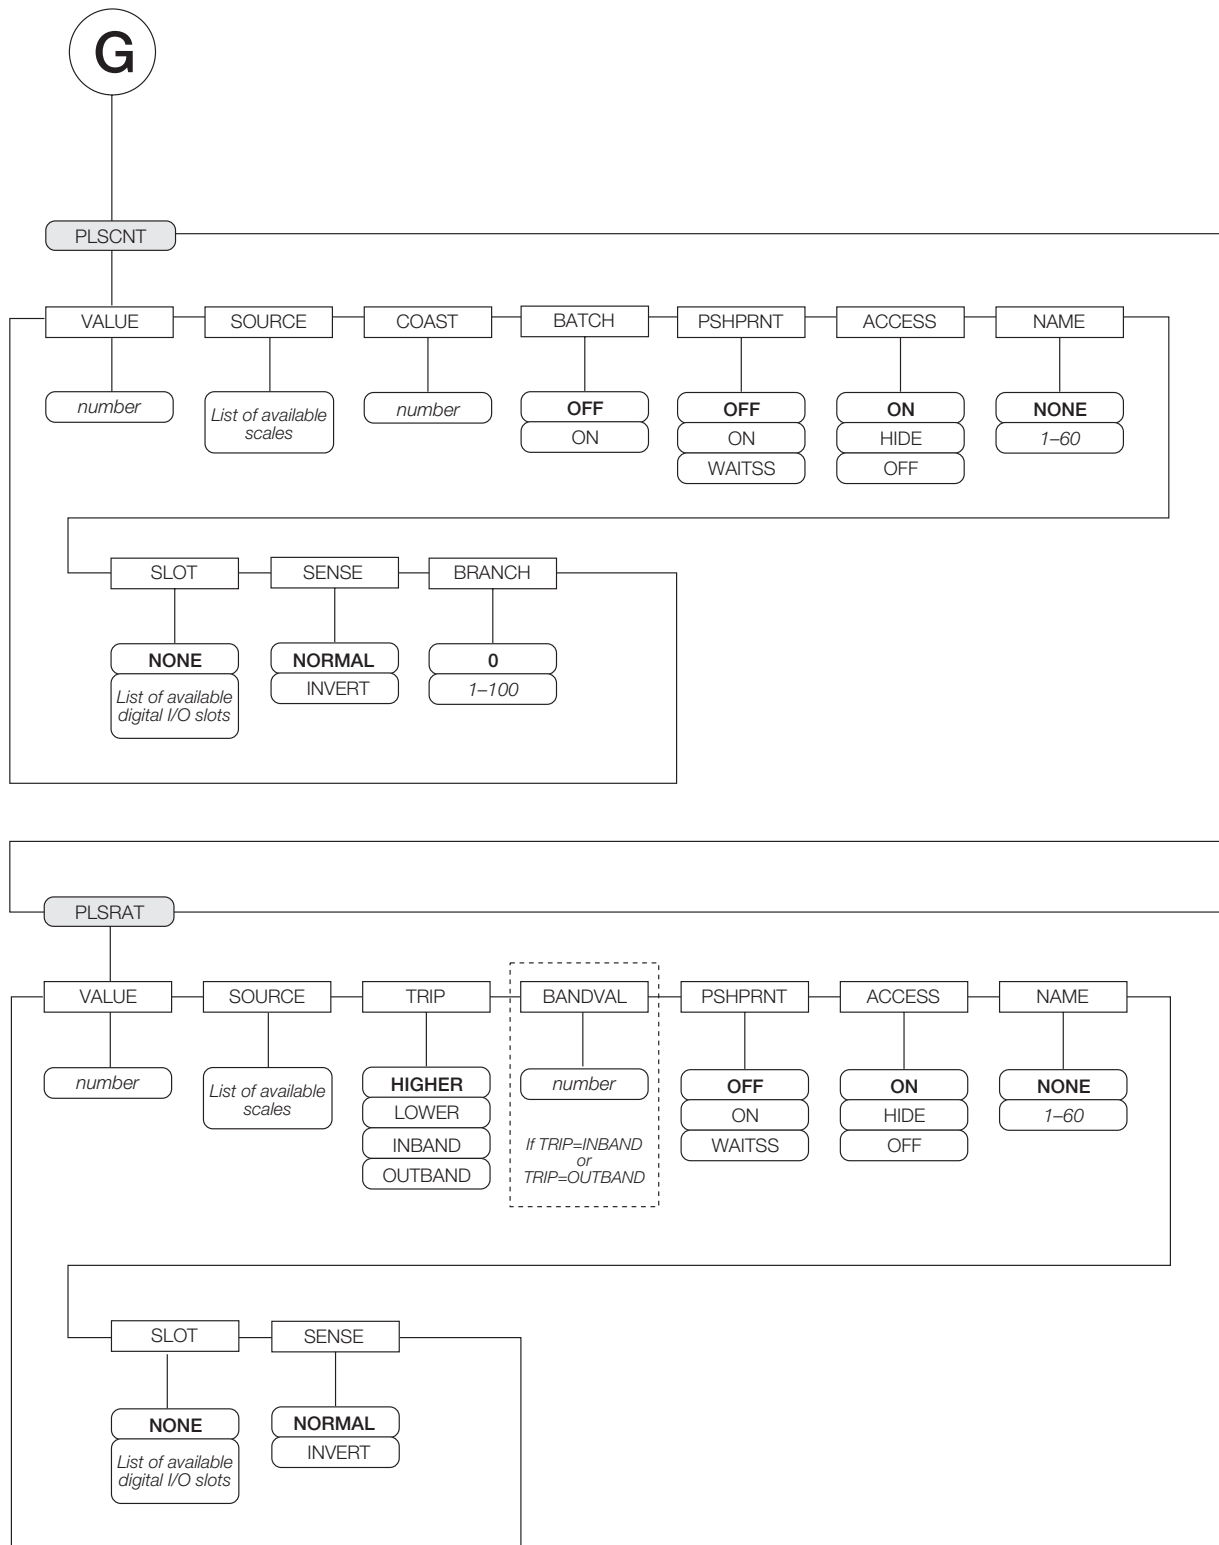 G
PLSCNT
VALUE SOURCE COAST BATCH PSHPRNT ACCESS NAME
number List of available scales number OFF OFF ON NONE
ON ON HIDE 1–60
WAITSS OFF
SLOT SENSE BRANCH
NONE NORMAL 0
List of available digital I/O slots INVERT 1–100
PLSRAT
VALUE SOURCE TRIP BANDVAL PSHPRNT ACCESS NAME
number List of available scales HIGHER number OFF ON NONE
LOWER ON HIDE 1–60
INBAND If TRIP=INBAND WAITSS OFF
or
OUTBAND TRIP=OUTBAND
SLOT SENSE
NONE NORMAL
List of available digital I/O slots INVERT